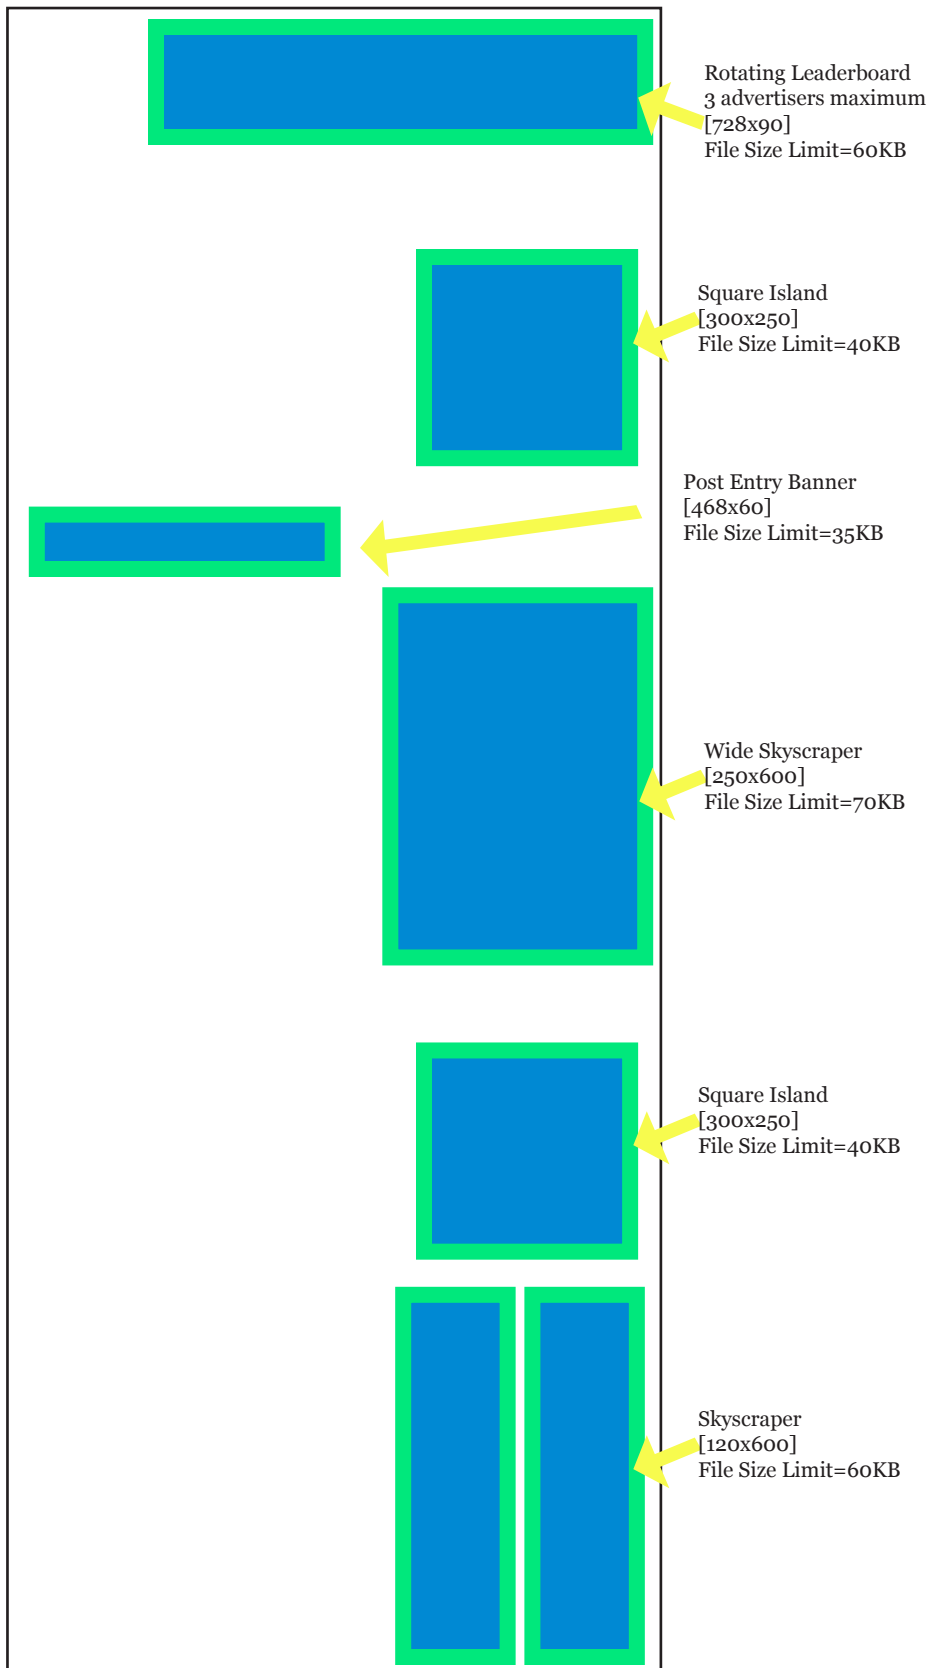 Rotating Leaderboard
3 advertisers maximum
[728x90]
File Size Limit=60KB
Square Island
[300x250]
File Size Limit=40KB
Post Entry Banner
[468x60]
File Size Limit=35KB
Wide Skyscraper
[250x600]
File Size Limit=70KB
Square Island
[300x250]
File Size Limit=40KB
Skyscraper
[120x600]
File Size Limit=60KB